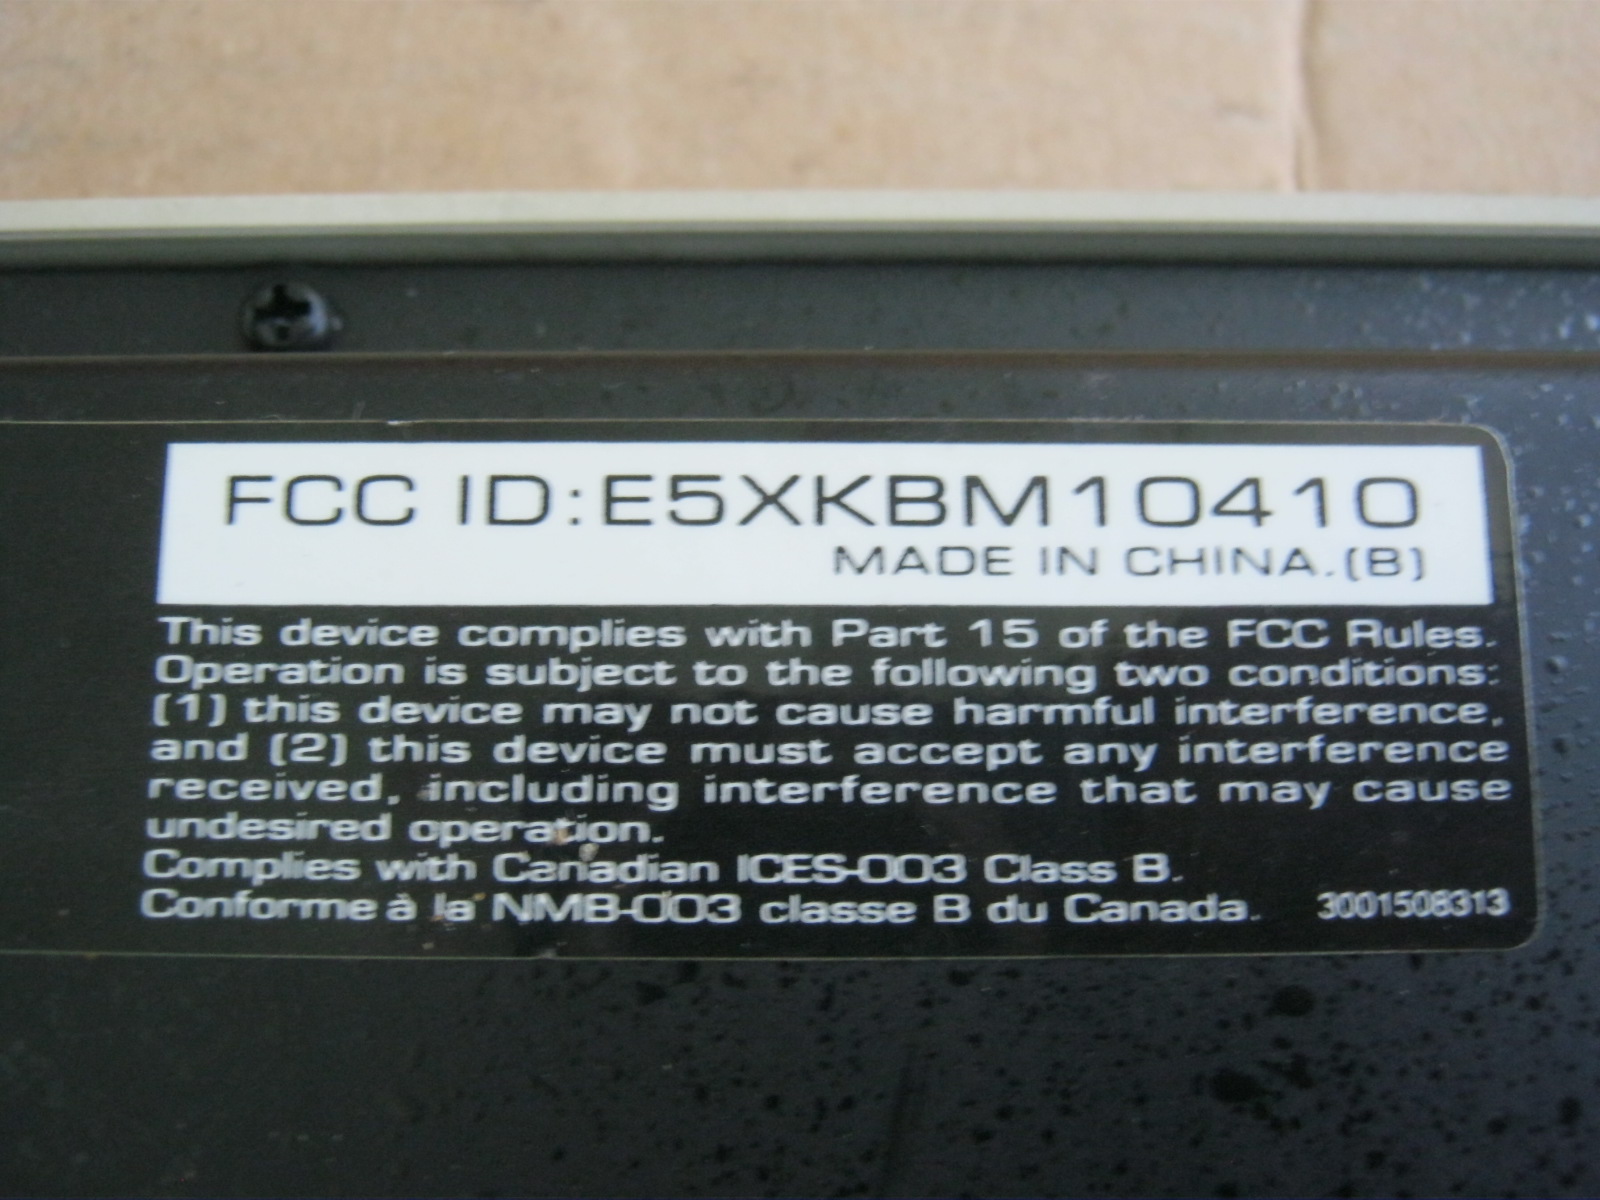 FCC ID:E5XKBM10410
MADE IN CHINA.(B)
This device complies with Part 15 of the FCC Rules.
Operation is subject to the following two conditions:
(1) this device may not cause harmful interference,
and (2) this device must accept any interference
received, including interference that may cause
undesired operation.
Complies with Canadian ICES-003 Class B.
Conforme à la NMB-003 classe B du Canada. 3001508313